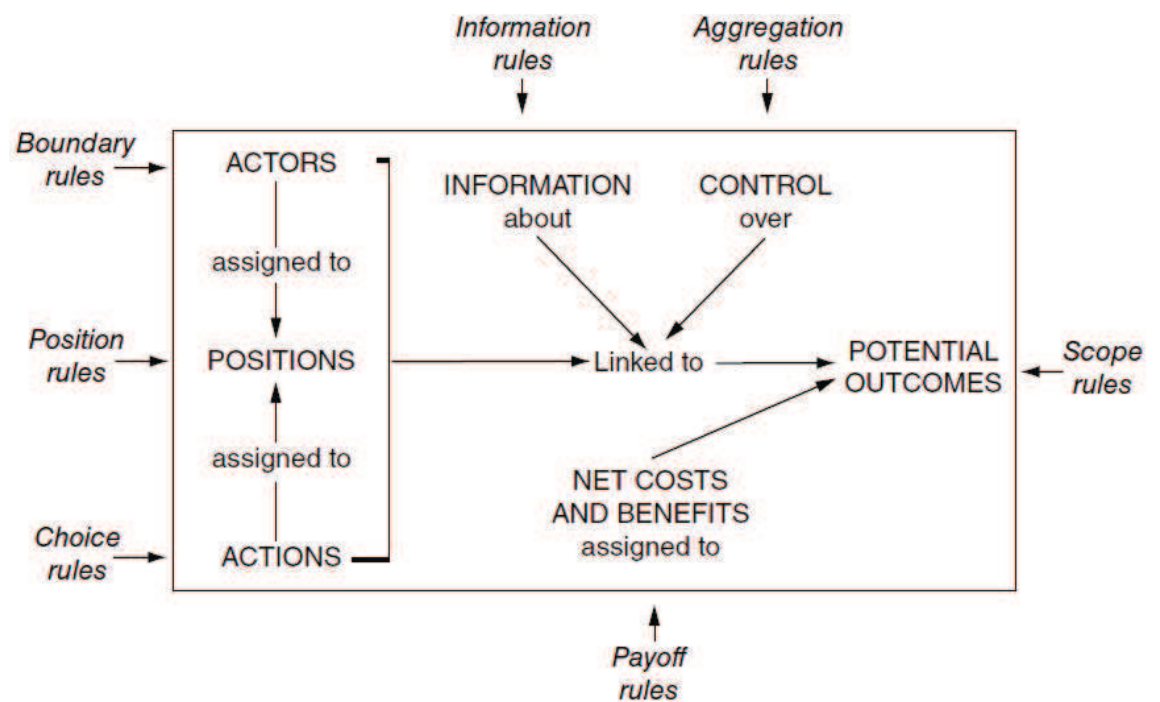 Information
rules
Aggregation
rules
Boundary
rules
ACTORS
INFORMATION
about
CONTROL
over
assigned to
Position
rules
POSITIONS
Linked to
POTENTIAL
OUTCOMES
Scope
rules
assigned to
NET COSTS
AND BENEFITS
assigned to
Choice
rules
ACTIONS
Payoff
rules